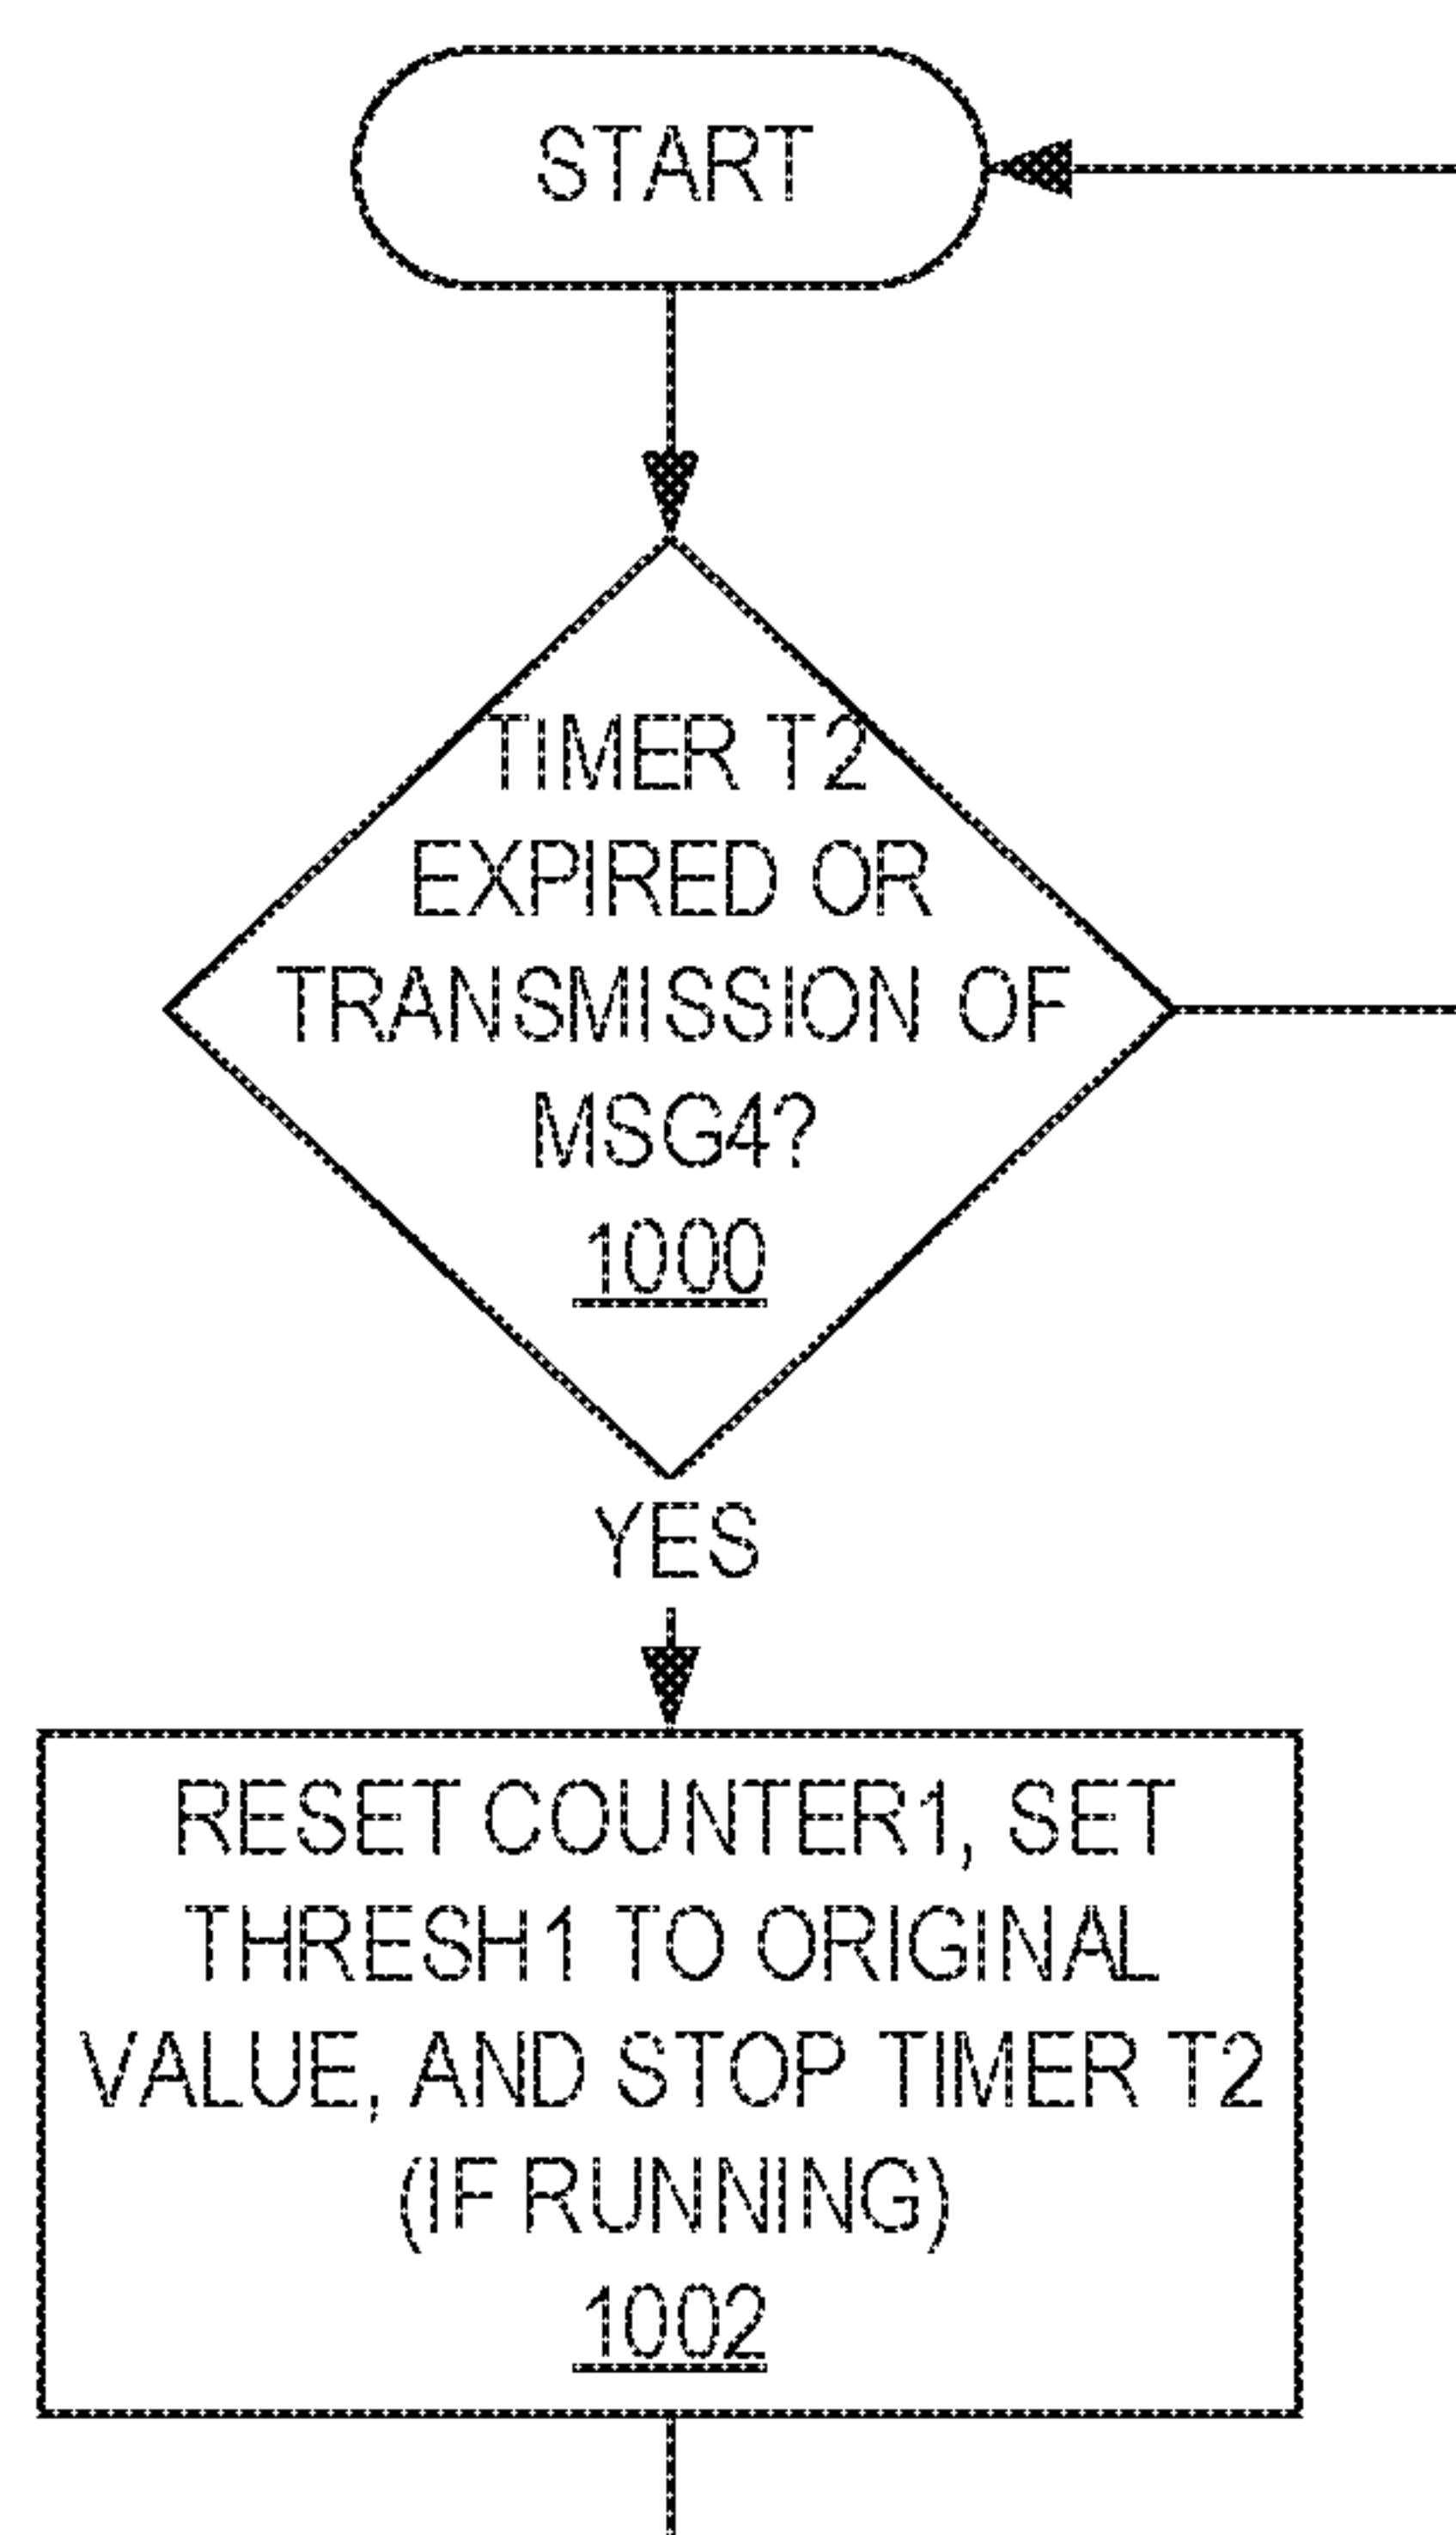 START
TIMER T2
EXPIRED OR
TRANSMISSION OF
MSG4?
1000
YES
RESET COUNTER1, SET
THRESH1 TO ORIGINAL
VALUE, AND STOP TIMER T2
(IF RUNNING)
1002